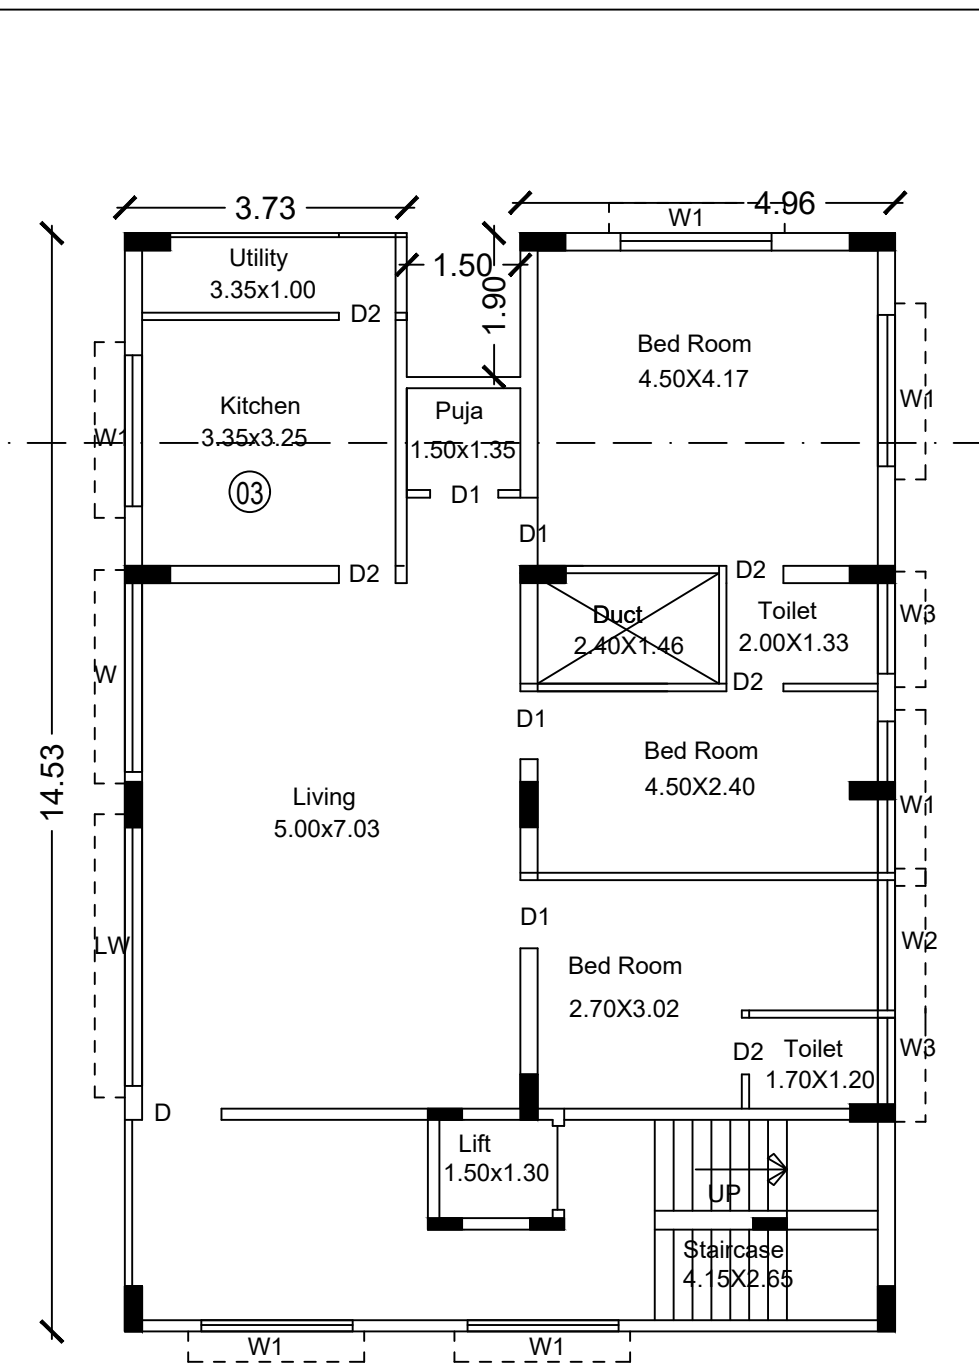 3.73
4.96
W1
Utility
3.35x1.00
1.50
1.90
D2
Bed Room
4.50X4.17
W1
Kitchen
3.35x3.25
W1
Puja
1.50x1.35
03
D1
D1
D2
D2
Duct
2.40X1.46
Toilet
2.00X1.33
W3
W
D2
D1
Bed Room
4.50X2.40
14.53
Living
5.00x7.03
W1
D1
LW
W2
Bed Room
2.70X3.02
D2
Toilet
1.70X1.20
W3
D
Lift
1.50x1.30
UP
Staircase
4.15X2.65
W1
W1